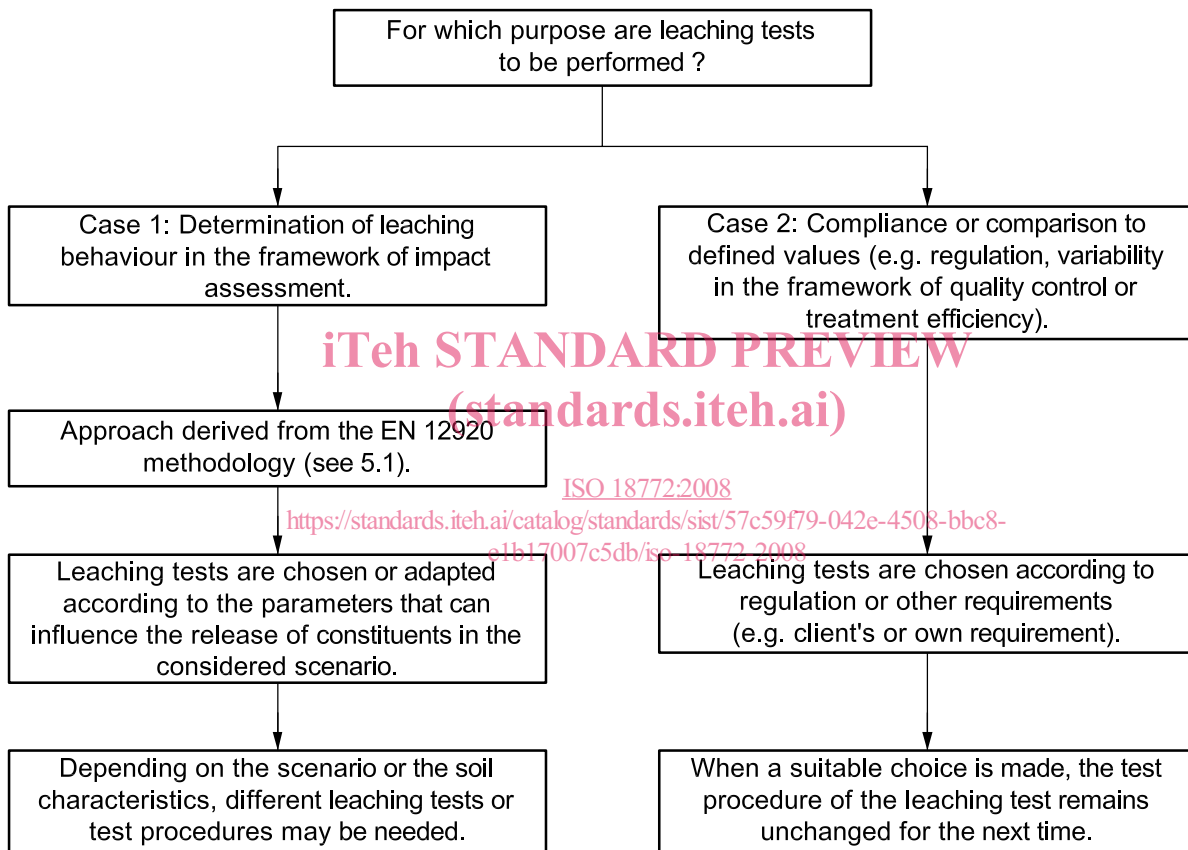 For which purpose are leaching tests
to be performed ?
Case 1: Determination of leaching
behaviour in the framework of impact
assessment.
Case 2: Compliance or comparison to
defined values (e.g. regulation, variability
in the framework of quality control or
treatment efficiency).
iTeh STANDARD PREVIEW
(standards.iteh.ai)
Approach derived from the EN 12920
methodology (see 5.1).
ISO 18772:2008
https://standards.iteh.ai/catalog/standards/sist/57c59f79-042e-4508-bbc8-
e1b17007c5db/iso-18772-2008
Leaching tests are chosen or adapted
according to the parameters that can
influence the release of constituents in the
considered scenario.
Leaching tests are chosen according to
regulation or other requirements
(e.g. client's or own requirement).
Depending on the scenario or the soil
characteristics, different leaching tests or
test procedures may be needed.
When a suitable choice is made, the test
procedure of the leaching test remains
unchanged for the next time.